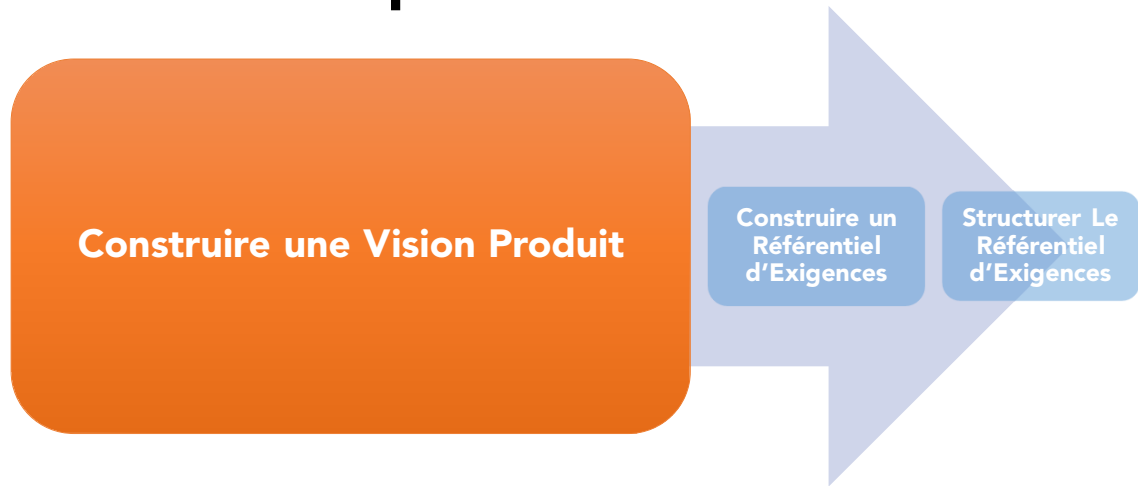 Construire une Vision Produit
Construire un
Référentiel
d’Exigences
Structurer Le
Référentiel
d’Exigences